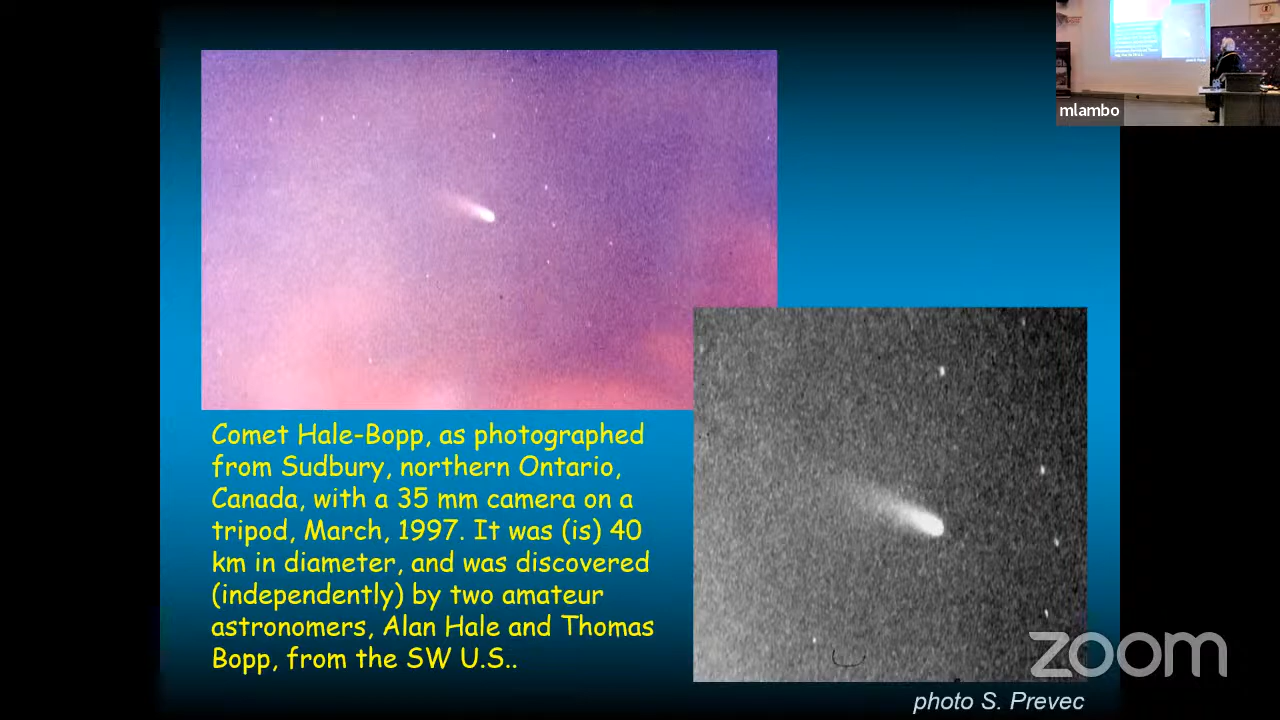 mlambo
Comet Hale-Bopp, as photographed
from Sudbury, northern Ontario,
Canada, with a 35 mm camera on a
tripod, March, 1997. It was (is) 40
km in diameter, and was discovered
(independently) by two amateur
astronomers, Alan Hale and Thomas
Bopp, from the SW U.S..
zoom
photo S. Prevec